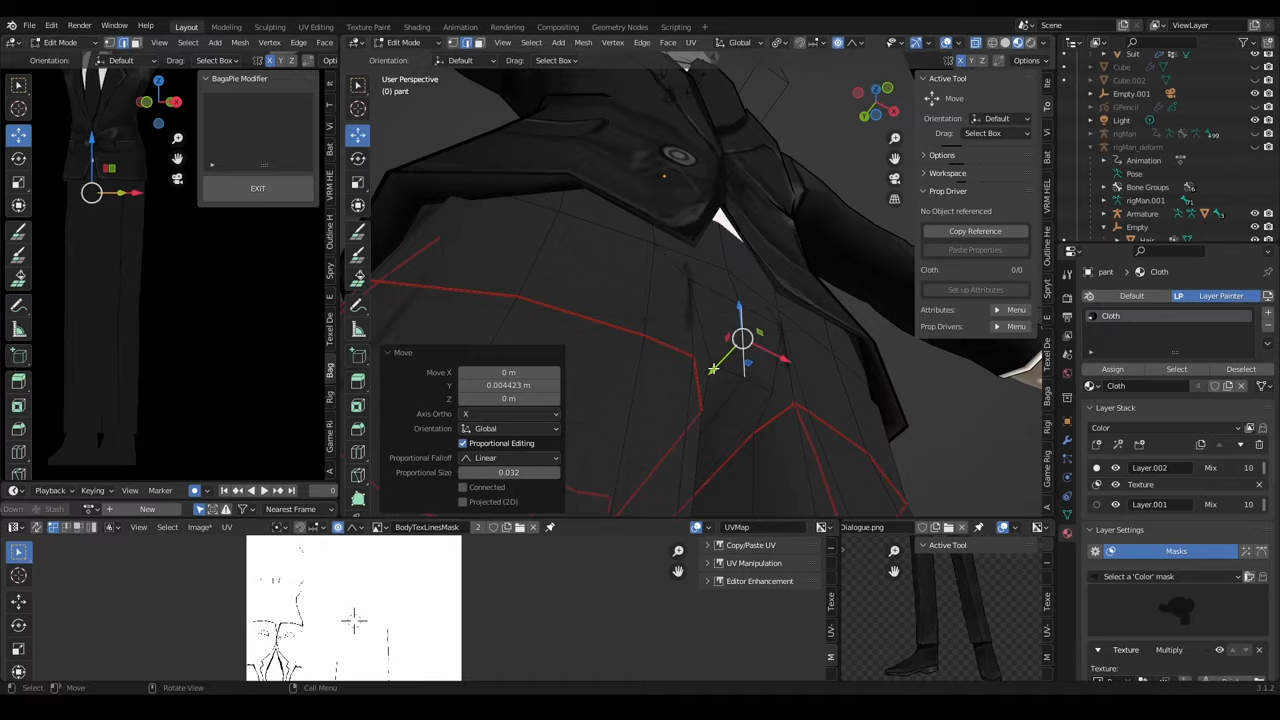 File Edit Render Window Help Layout Modeling Sculpting UV Editing Texture Paint Shading Animation Rendering Compositing Geometry Nodes Scripting + Scene ViewLayer
Edit Mode View Select Add Mesh Vertex Edge Face
Edit Mode View Select Add Mesh Vertex Edge Face UV Global
Orientation: Default Drag: Select Box X Y Z
Orientation: Default Drag: Select Box X Y Z Options
BagaPie Modifier
EXIT
User Perspective
(0) pant
Active Tool
Move
Orientation Default
Drag: Select Box
Options
Workspace
Prop Driver
No Object referenced
Copy Reference
Paste Properties
Cloth 0/0
Set up Attributes
Attributes: Menu
Prop Drivers: Menu
Suit
Cube
Cube.002
Empty.001
GPencil
Light
rigMan
rigMan_deform
Animation
Pose
Bone Groups
rigMan.001
Armature
Empty
Hair
pant Cloth
Default LP Layer Painter
Cloth
Assign Select Deselect
Cloth 4
Layer Stack
Color
Layer.002 Mix 10
Texture
Layer.001 Mix 10
Layer Settings
Masks
Select a 'Color' mask
Texture Multiply
Texture:
Move
Move X 0 m
Y 0.004423 m
Z 0 m
Axis Ortho X
Orientation Global
Proportional Editing
Proportional Falloff Linear
Proportional Size 0.032
Connected
Projected (2D)
Playback Keying View Marker 0
New Nearest Frame
View Select Image* UV BodyTexLinesMask 2 UVMap
Copy/Paste UV
UV Manipulation
Editor Enhancement
Dialogue.png
Active Tool
Select Move Rotate View Call Menu 3.1.2